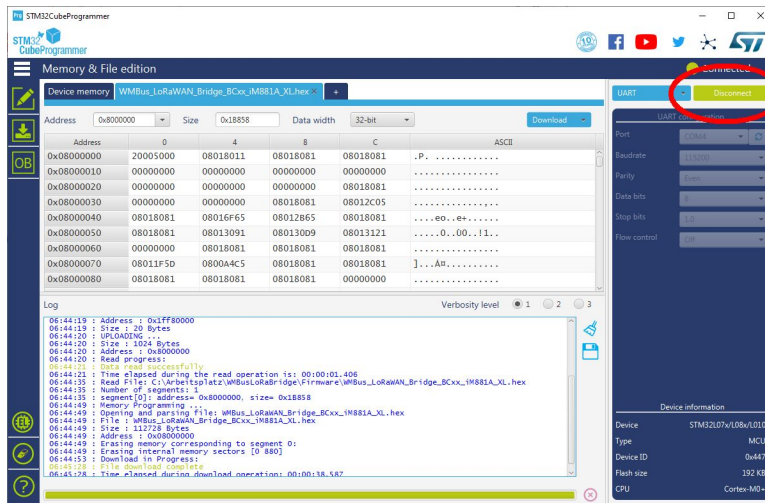 STM32CubeProgrammer
STM32
CubeProgrammer
Memory & File edition
Connected
Device memory
WMBus_LoRaWAN_Bridge_BCxx_iM881A_XL.hex
+
UART
Disconnect
Address 0x8000000 Size 0x1B858 Data width 32-bit Download
Address 0 4 8 C ASCII
0x08000000 20005000 08018011 08018081 08018081 .P. ............
0x08000010 00000000 00000000 00000000 00000000 ................
0x08000020 00000000 00000000 00000000 08018081 ................
0x08000030 00000000 00000000 08018081 08012C05 .............,..
0x08000040 08018081 08016F65 08012B65 08018081 ....eo..e+......
0x08000050 08018081 08013091 080130D9 08013121 .....0..Ù0..!1..
0x08000060 00000000 08018081 08018081 08018081 ................
0x08000070 08011F5D 0800A4C5 08018081 08018081 ]...Å¤..........
0x08000080 08018081 08018081 08018081 00000000 ................
UART configuration
Port COM4
Baudrate 115200
Parity Even
Data bits 8
Stop bits 1.0
Flow control Off
Log
Verbosity level 1 2 3
06:44:19 : Address : 0x1ff80000
06:44:19 : Size : 20 Bytes
06:44:20 : UPLOADING ...
06:44:20 : Size : 1024 Bytes
06:44:20 : Address : 0x8000000
06:44:20 : Read progress:
06:44:21 : Data read successfully
06:44:21 : Time elapsed during the read operation is: 00:00:01.406
06:44:35 : Read File: C:\Arbeitsplatz\WMBusLoRaBridge\Firmware\WMBus_LoRaWAN_Bridge_BCxx_iM881A_XL.hex
06:44:35 : Number of segments: 1
06:44:35 : segment[0]: address= 0x8000000, size= 0x1B858
06:44:49 : Memory Programming ...
06:44:49 : Opening and parsing file: WMBus_LoRaWAN_Bridge_BCxx_iM881A_XL.hex
06:44:49 : File : WMBus_LoRaWAN_Bridge_BCxx_iM881A_XL.hex
06:44:49 : Size : 112728 Bytes
06:44:49 : Address : 0x08000000
06:44:49 : Erasing memory corresponding to segment 0:
06:44:49 : Erasing internal memory sectors [0 880]
06:44:53 : Download in Progress:
06:45:28 : File download complete
06:45:28 : Time elapsed during download operation: 00:00:38.587
OB
Device information
Device STM32L07x/L08x/L010
Type MCU
Device ID 0x447
Flash size 192 KB
CPU Cortex-M0+